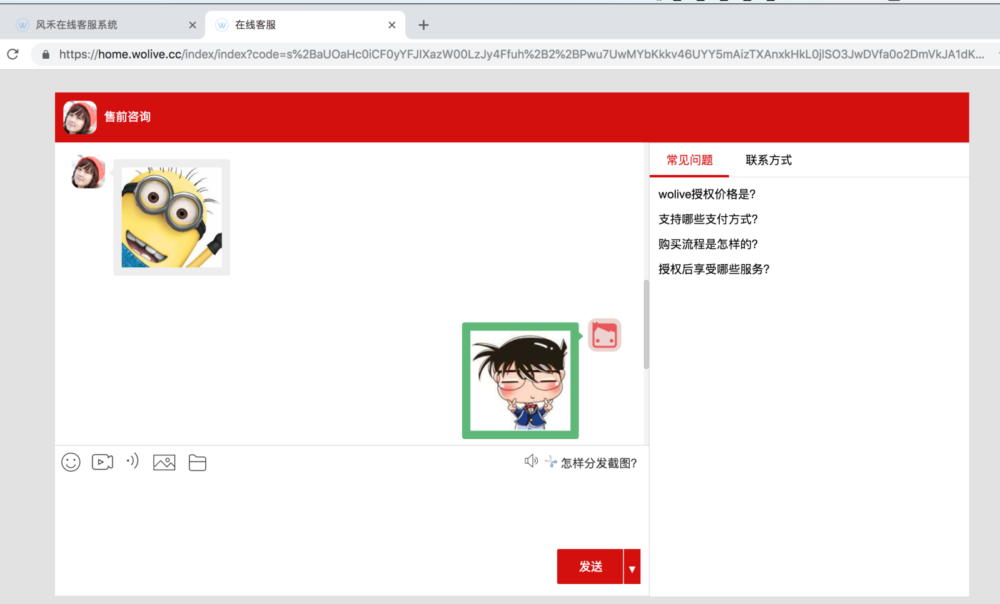 风禾在线客服系统
在线客服
https://home.wolive.cc/index/index?code=s%2BaUOaHc0iCF0yYFJIXazW00LzJy4Ffuh%2B2%2BPwu7UwMYbKkkv46UYY5mAizTXAnxkHkL0jlSO3JwDVfa0o2DmVkJA1dK...
售前咨询
常见问题 联系方式
wolive授权价格是?
支持哪些支付方式?
购买流程是怎样的?
授权后享受哪些服务?
怎样分发截图?
发送